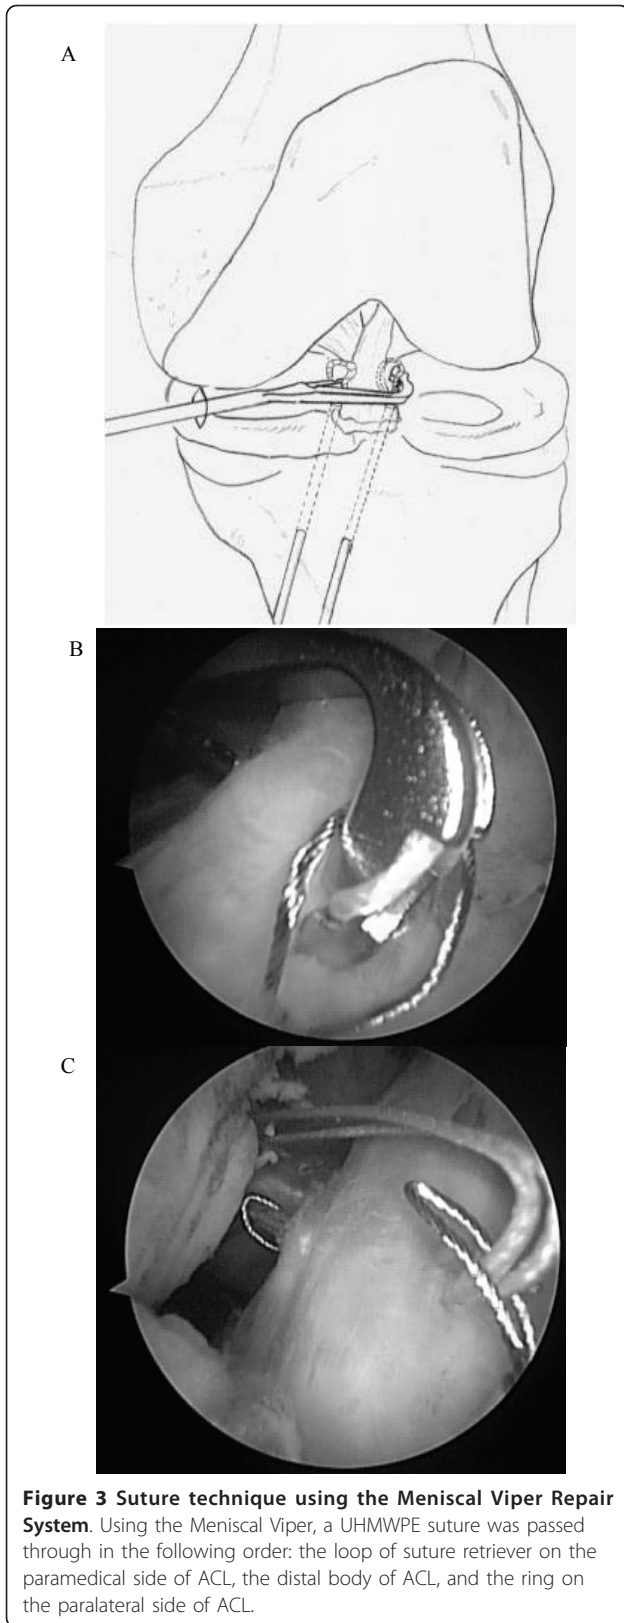 A
B
C
Figure 3 Suture technique using the Meniscal Viper Repair
System. Using the Meniscal Viper, a UHMWPE suture was passed
through in the following order: the loop of suture retriever on the
paramedical side of ACL, the distal body of ACL, and the ring on
the paralateral side of ACL.